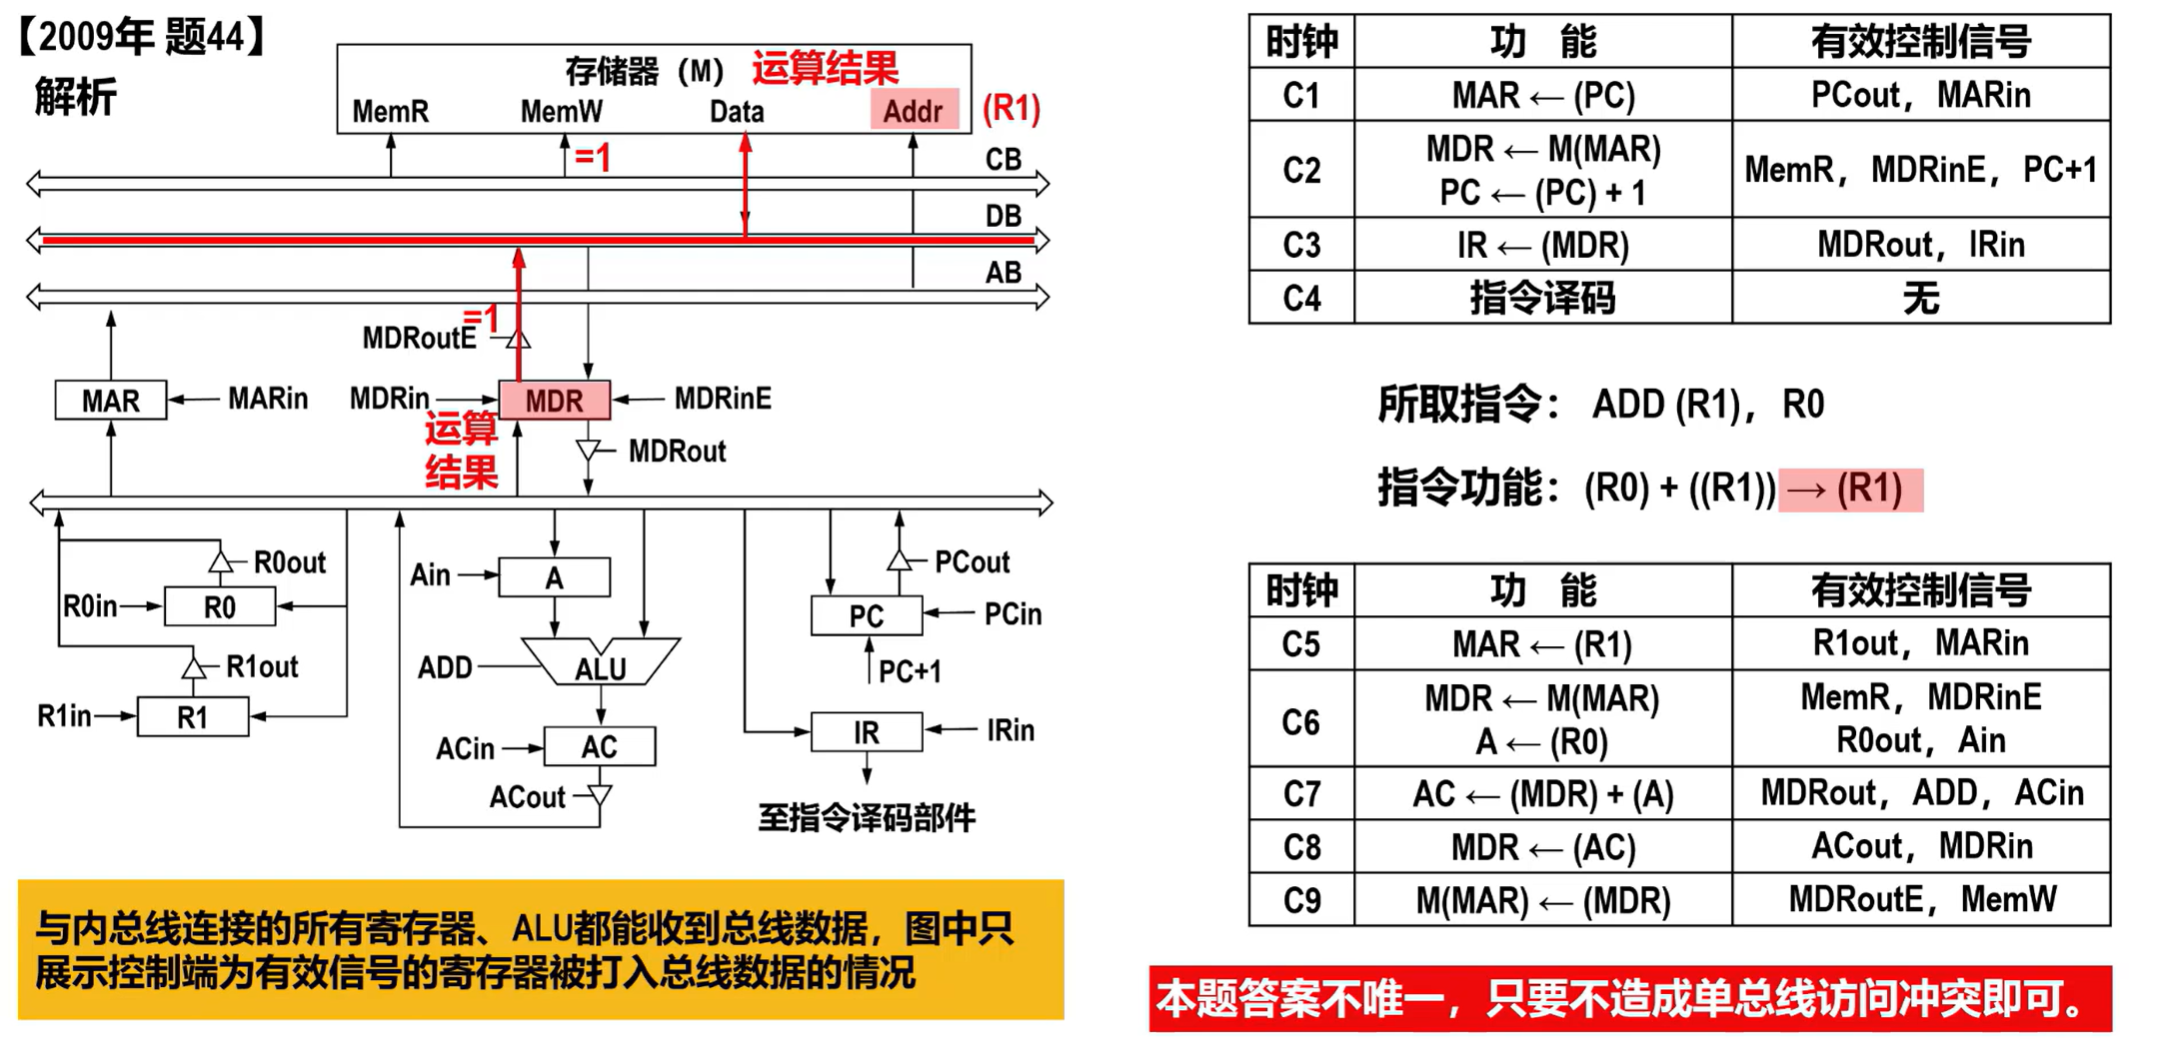 【2009年 题44】
解析
存储器（M） 运算结果
MemR MemW Data Addr (R1)
=1
CB
DB
AB
=1
MDRoutE
MAR MARin MDRin MDR MDRinE
运算
结果
MDRout
R0out
R0in R0
R1out
R1in R1
Ain A
ADD ALU
ACin AC
ACout
PCout
PC PCin
PC+1
IR IRin
至指令译码部件
与内总线连接的所有寄存器、ALU都能收到总线数据，图中只
展示控制端为有效信号的寄存器被打入总线数据的情况
时钟 功 能 有效控制信号
C1 MAR ← (PC) PCout，MARin
C2 MDR ← M(MAR) MemR，MDRinE，PC+1
PC ← (PC) + 1
C3 IR ← (MDR) MDRout，IRin
C4 指令译码 无
所取指令： ADD (R1)，R0
指令功能：(R0) + ((R1)) → (R1)
时钟 功 能 有效控制信号
C5 MAR ← (R1) R1out，MARin
C6 MDR ← M(MAR) MemR，MDRinE
A ← (R0) R0out，Ain
C7 AC ← (MDR) + (A) MDRout，ADD，ACin
C8 MDR ← (AC) ACout，MDRin
C9 M(MAR) ← (MDR) MDRoutE，MemW
本题答案不唯一，只要不造成单总线访问冲突即可。